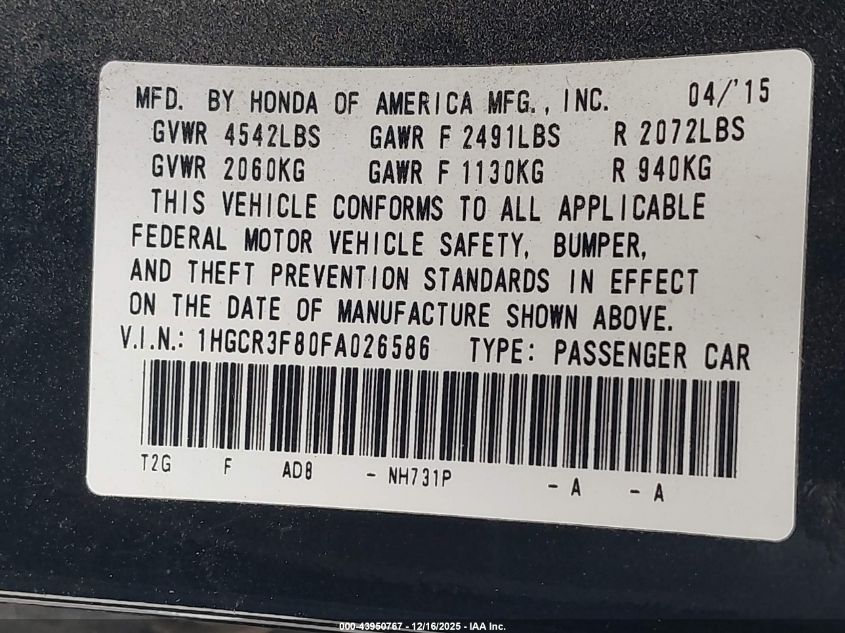 MFD. BY HONDA OF AMERICA MFG., INC. 04/'15
GVWR 4542LBS GAWR F 2491LBS R 2072LBS
GVWR 2060KG GAWR F 1130KG R 940KG
THIS VEHICLE CONFORMS TO ALL APPLICABLE
FEDERAL MOTOR VEHICLE SAFETY, BUMPER,
AND THEFT PREVENTION STANDARDS IN EFFECT
ON THE DATE OF MANUFACTURE SHOWN ABOVE.
V.I.N.: 1HGCR3F80FA026586 TYPE: PASSENGER CAR
T2G F AD8 - NH731P - A - A
000-43950767 - 12/16/2025 - IAA Inc.